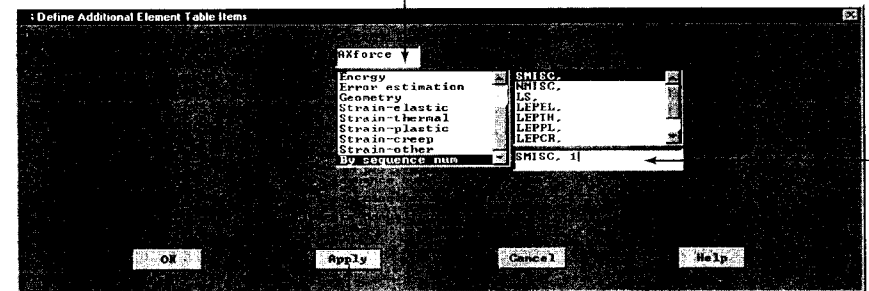 Define Additional Element Table Items
AXforce
Energy
Error estimation
Geometry
Strain-elastic
Strain-thermal
Strain-plastic
Strain-creep
Strain-other
By sequence num
SMISC,
NMISC,
LS,
LEPEL,
LEPTH,
LEPPL,
LEPCR,
SMISC, 1
OK
Apply
Cancel
Help